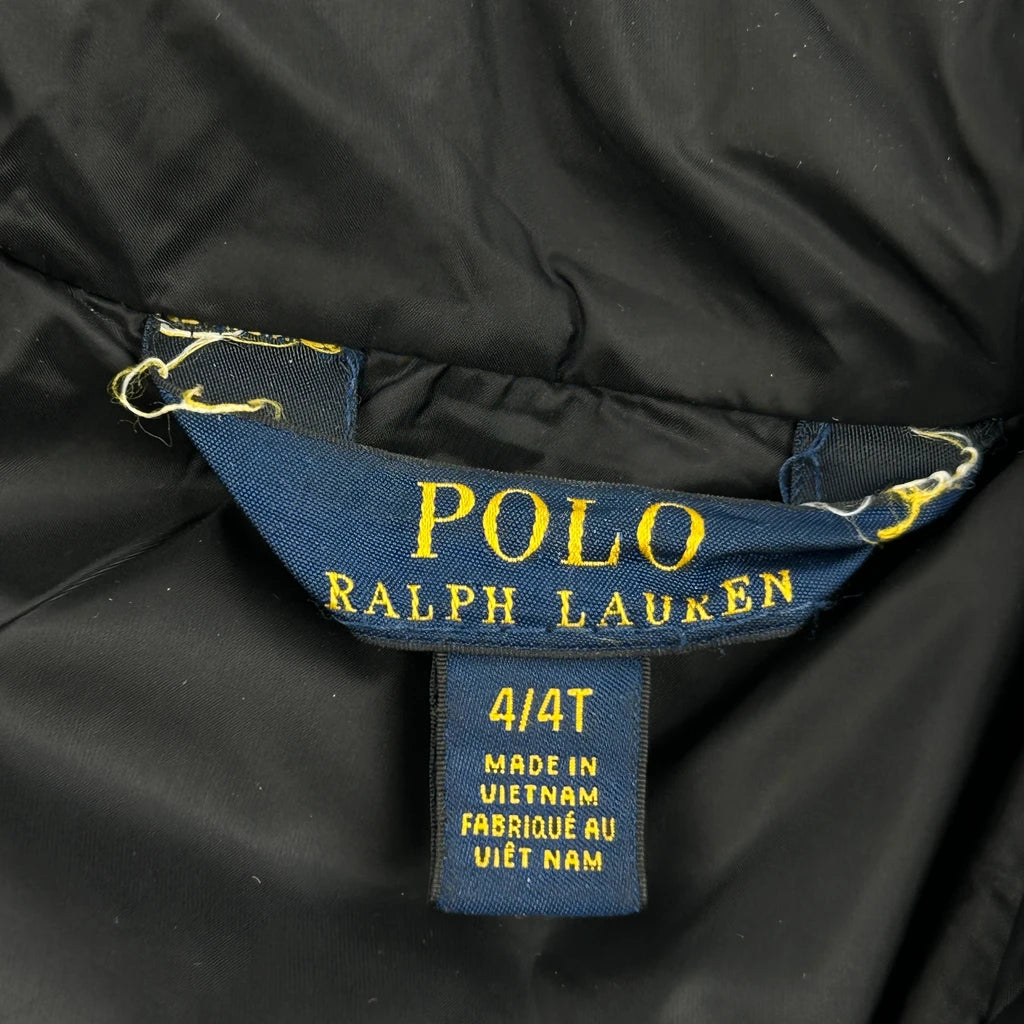 POLO
RALPH LAUREN
4/4T
MADE IN
VIETNAM
FABRIQUÉ AU
VIÊT NAM